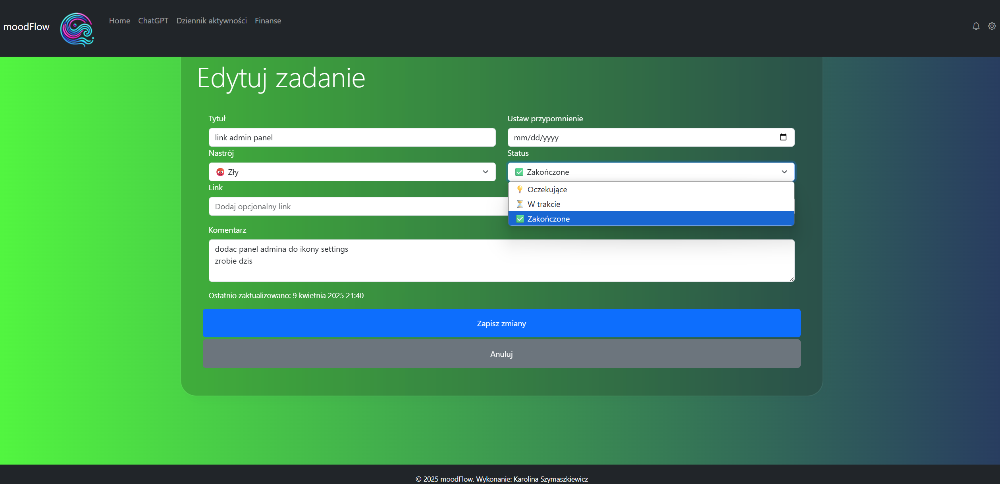 moodFlow Home ChatGPT Dziennik aktywności Finanse
Edytuj zadanie
Tytuł
link admin panel
Ustaw przypomnienie
mm/dd/yyyy
Nastrój
Zły
Status
Zakończone
Oczekujące
W trakcie
Zakończone
Link
Dodaj opcjonalny link
Komentarz
dodac panel admina do ikony settings
zrobie dzis
Ostatnio zaktualizowano: 9 kwietnia 2025 21:40
Zapisz zmiany
Anuluj
© 2025 moodFlow. Wykonanie: Karolina Szymaszkiewicz